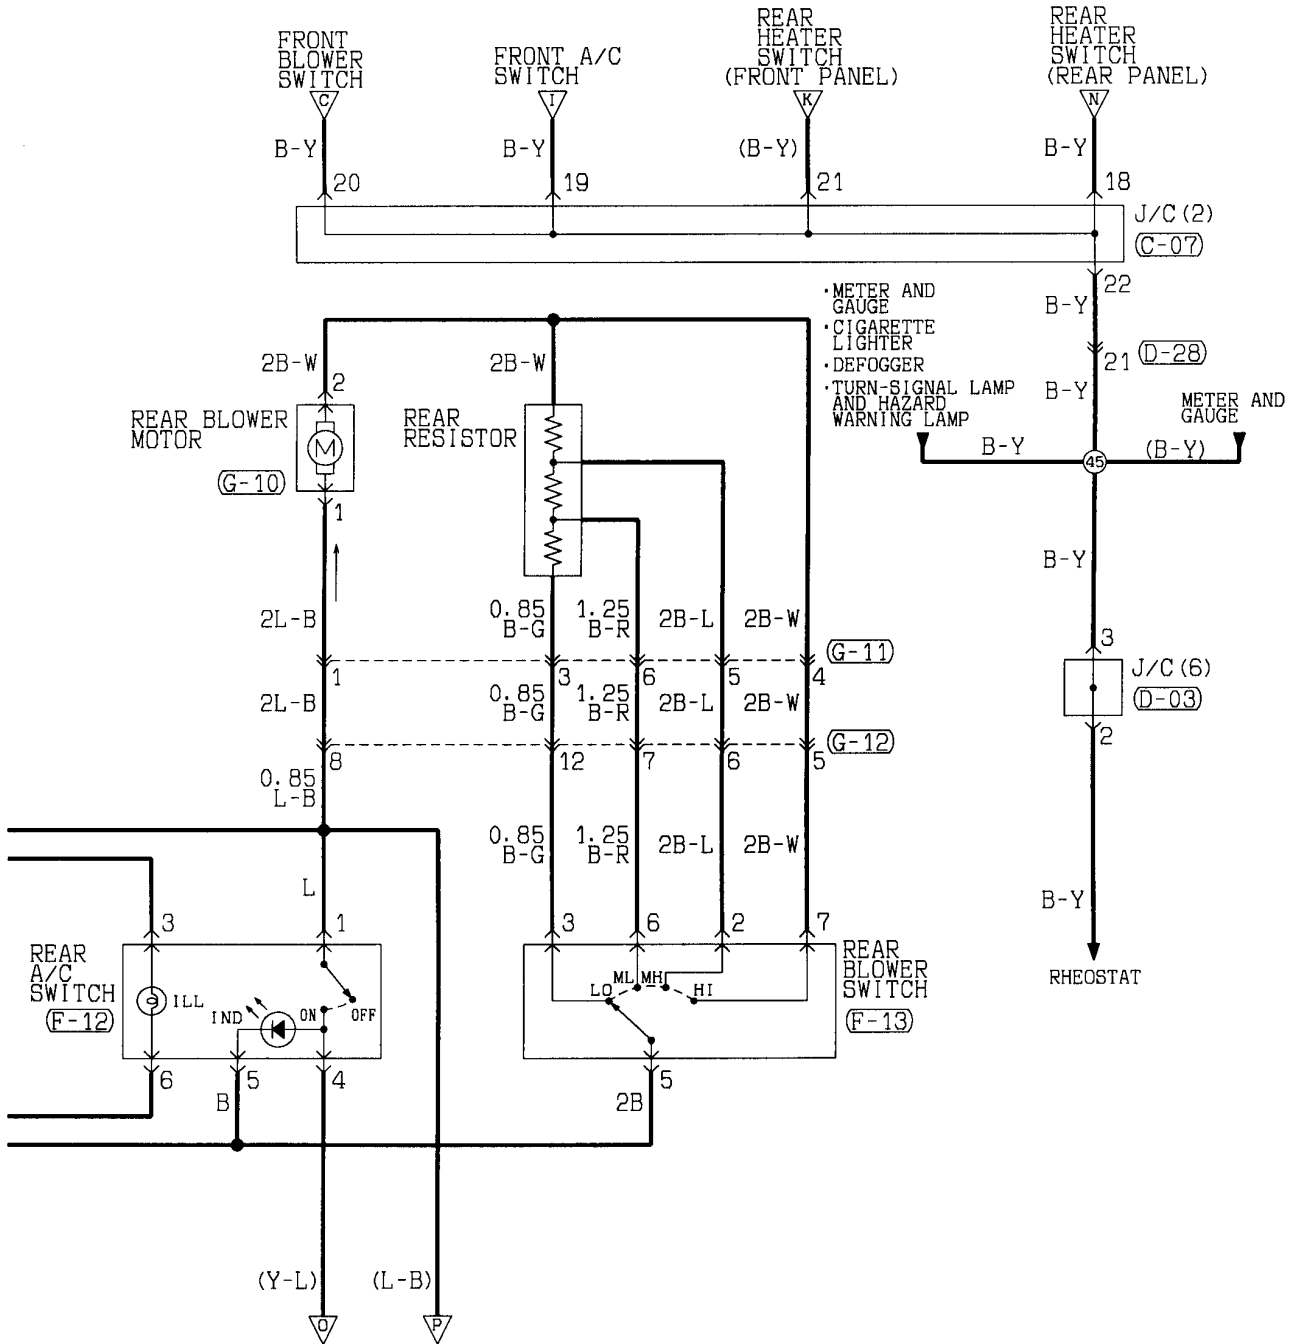 FRONT
BLOWER
SWITCH
FRONT A/C
SWITCH
REAR
HEATER
SWITCH
(FRONT PANEL)
REAR
HEATER
SWITCH
(REAR PANEL)
C
I
K
N
B-Y
B-Y
(B-Y)
B-Y
20
19
21
18
J/C (2)
C-07
22
B-Y
・METER AND
GAUGE
・CIGARETTE
LIGHTER
・DEFOGGER
・TURN-SIGNAL LAMP
AND HAZARD
WARNING LAMP
21
D-28
B-Y
METER AND
GAUGE
B-Y
(B-Y)
45
2B-W
2B-W
2
REAR BLOWER
MOTOR
M
G-10
1
REAR
RESISTOR
B-Y
2L-B
0.85
B-G
1.25
B-R
2B-L
2B-W
G-11
1
3
6
5
4
3
J/C (6)
D-03
2
2L-B
0.85
B-G
1.25
B-R
2B-L
2B-W
G-12
8
12
7
6
5
0.85
L-B
0.85
B-G
1.25
B-R
2B-L
2B-W
L
B-Y
3
1
3
6
2
7
REAR
A/C
SWITCH
F-12
ILL
IND
ON
OFF
LO
ML
MH
HI
REAR
BLOWER
SWITCH
F-13
RHEOSTAT
6
5
4
5
B
2B
(Y-L)
(L-B)
O
P